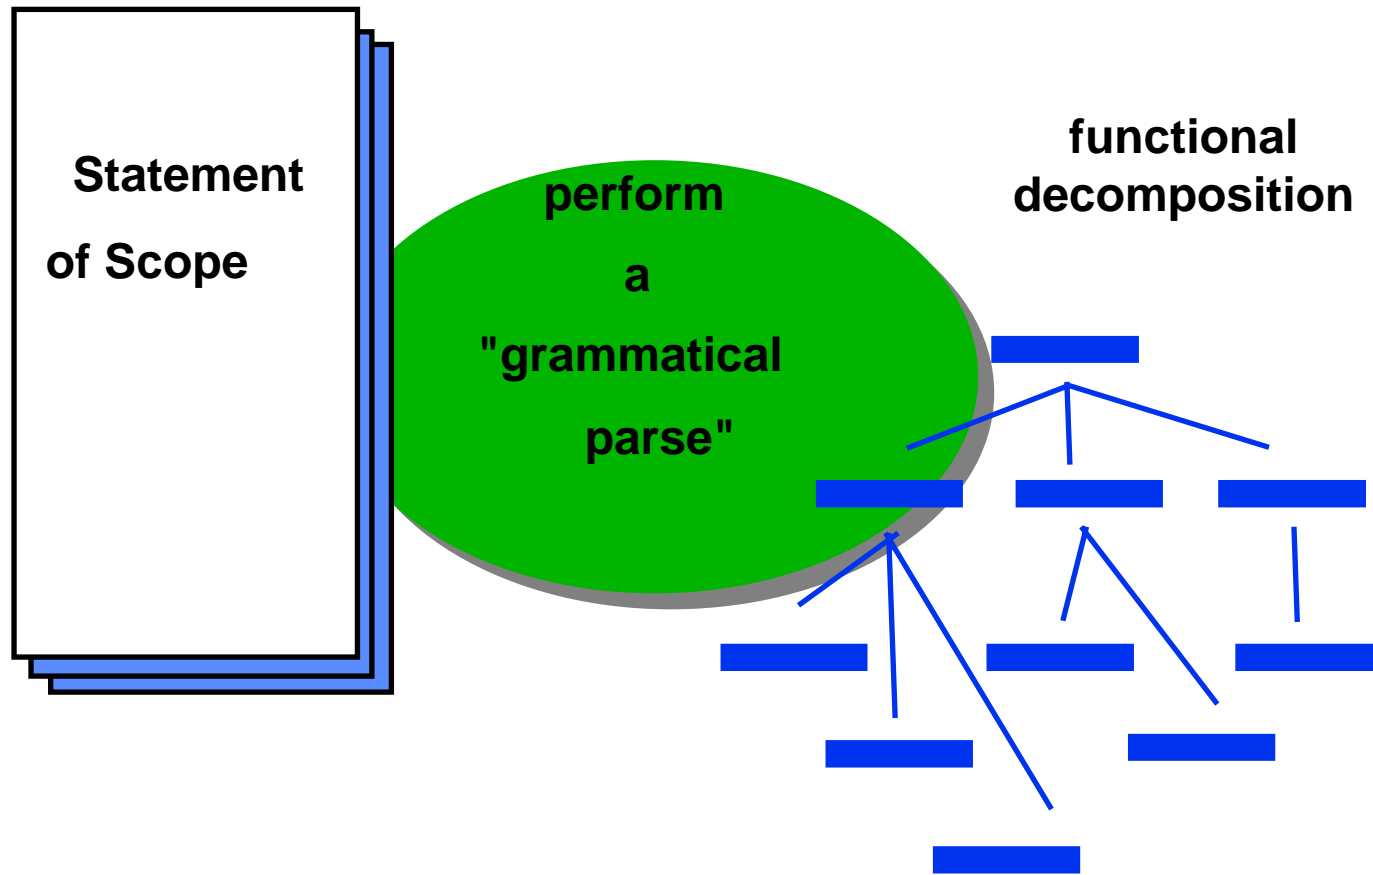 Statement
of Scope
perform
a
"grammatical
parse"
functional
decomposition